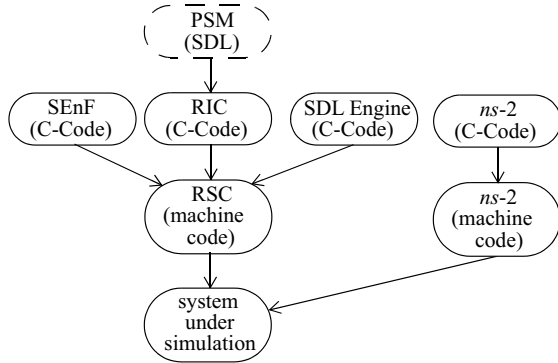 PSM
(SDL)
SEnF
(C-Code)
RIC
(C-Code)
SDL Engine
(C-Code)
ns-2
(C-Code)
RSC
(machine
code)
ns-2
(machine
code)
system
under
simulation